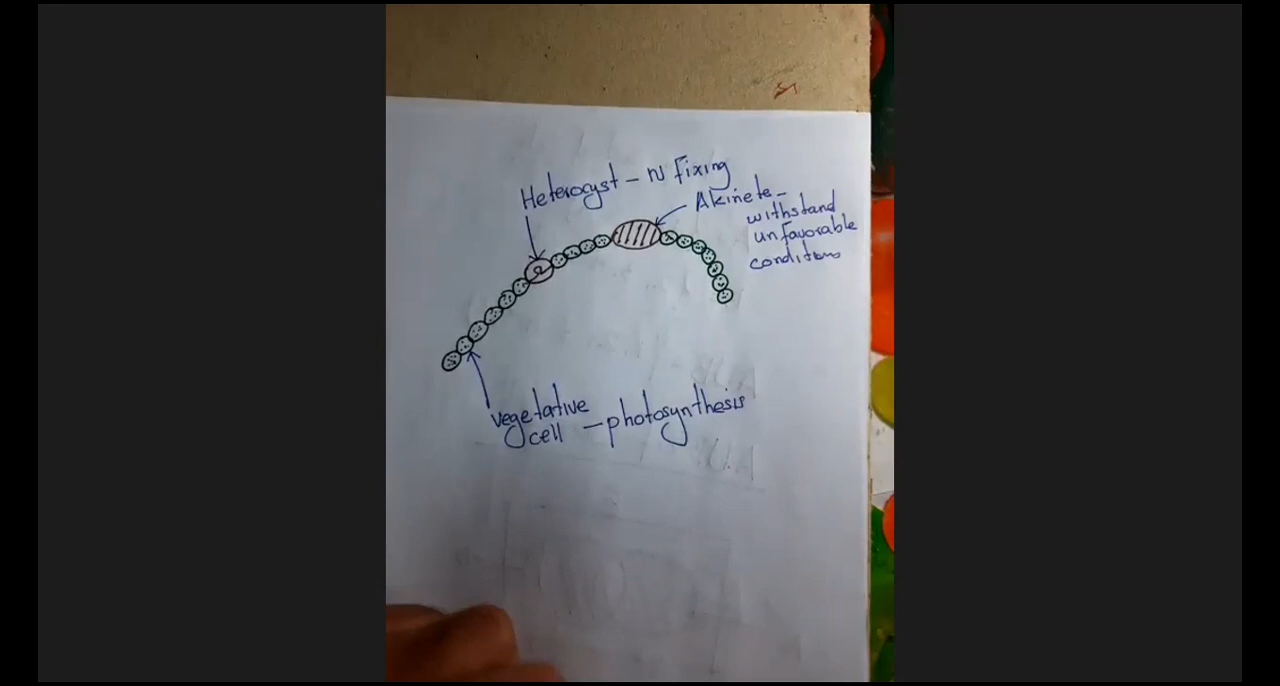 Heterocyst – N Fixing
Akinete –
withstand
unfavorable
conditions
vegetative
cell – photosynthesis